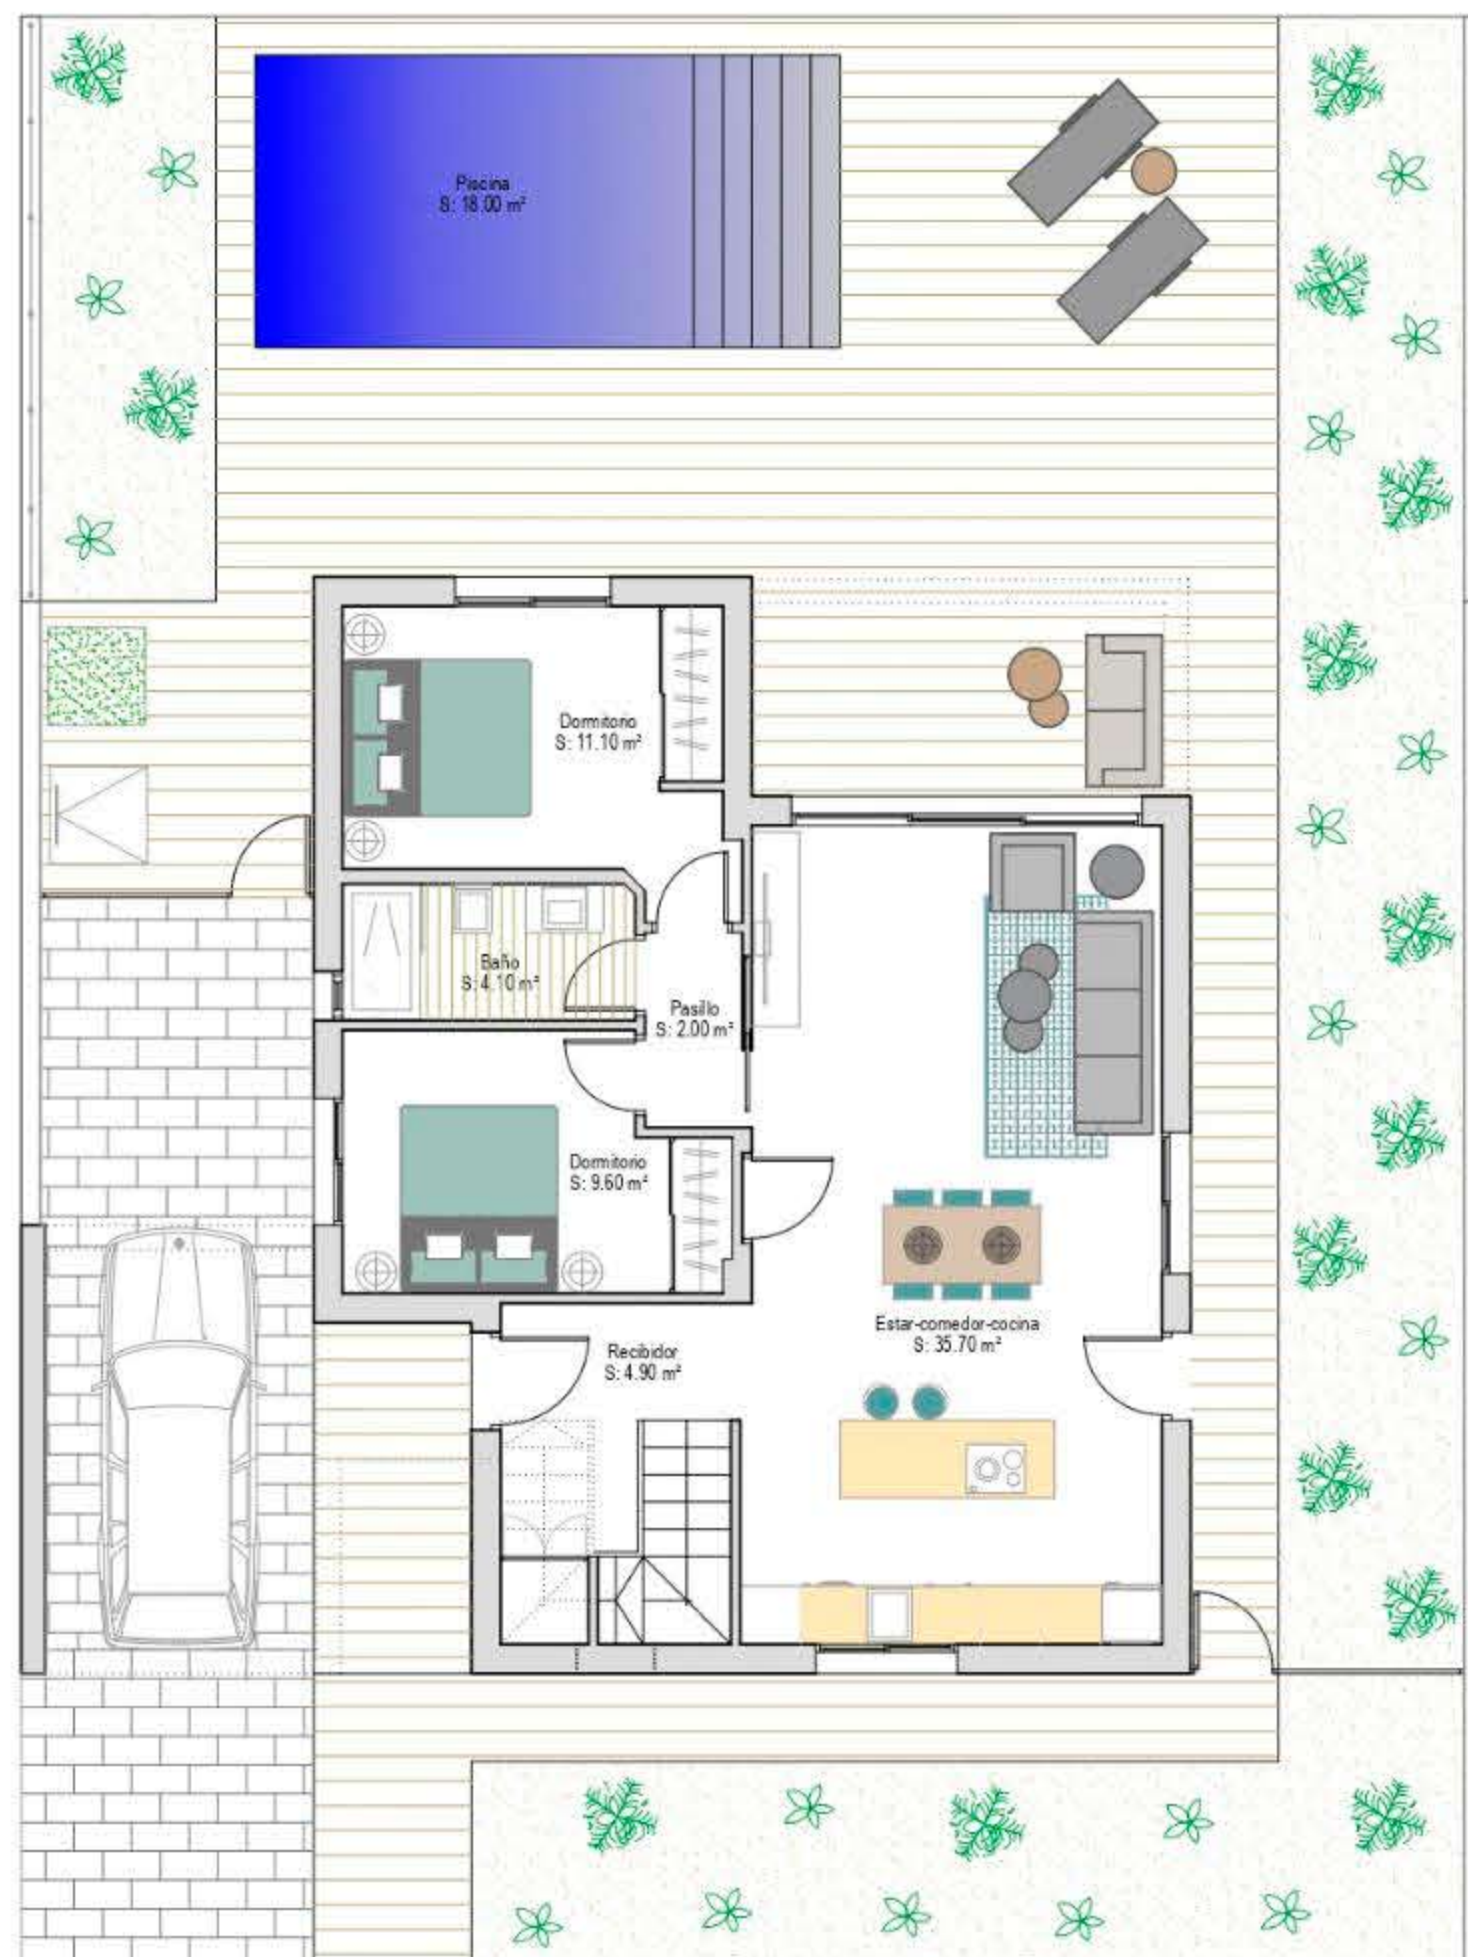 Piscina
S: 18.00 m²
Dormitorio
S: 11.10 m²
Baño
S: 4.10 m²
Pasillo
S: 2.00 m²
Dormitorio
S: 9.60 m²
Estar-comedor-cocina
S: 35.70 m²
Recibidor
S: 4.90 m²